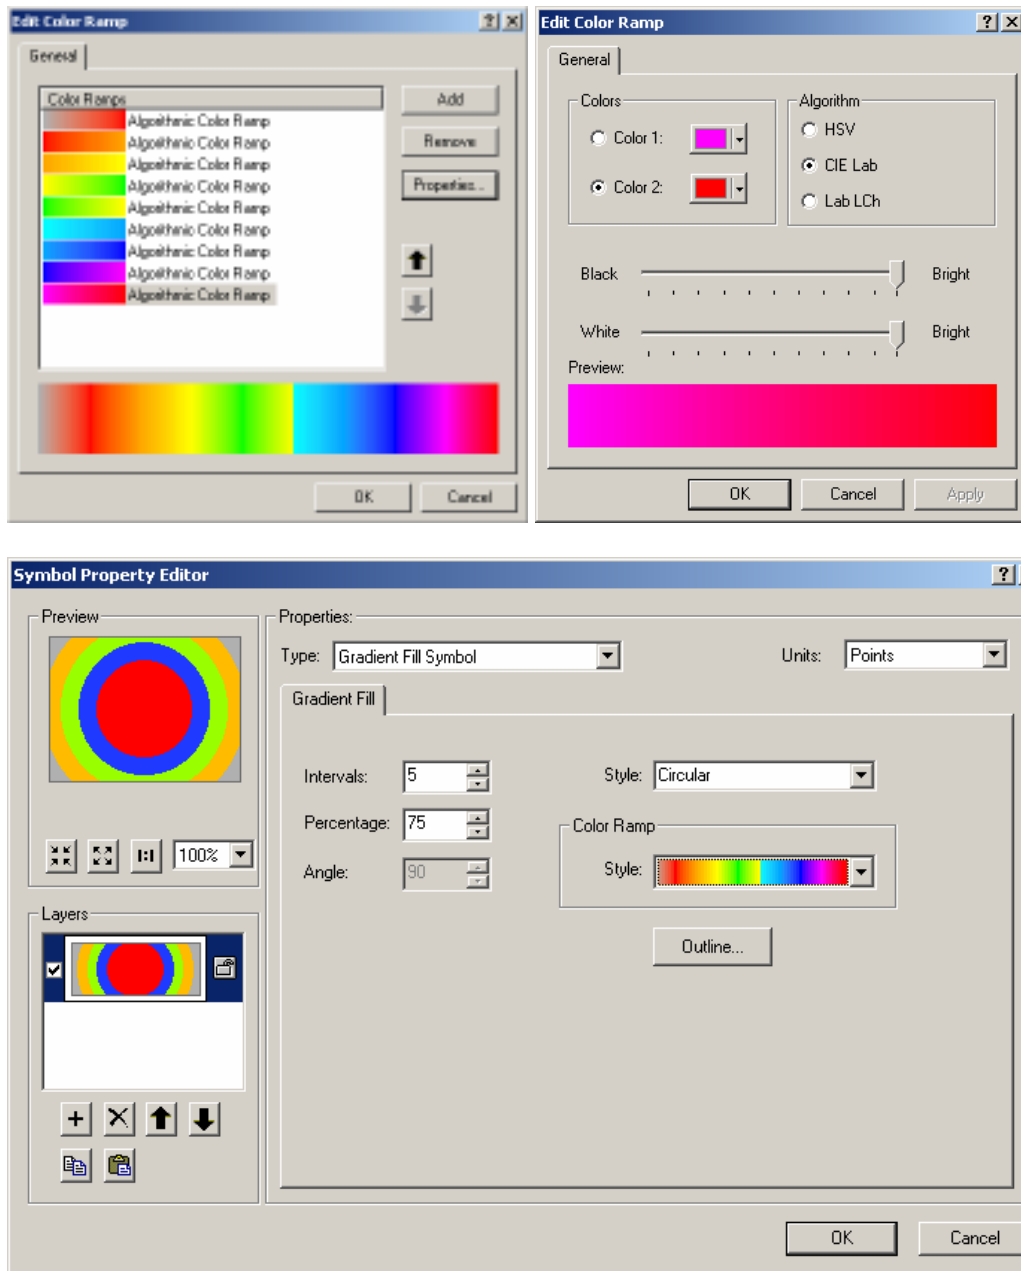 Edit Color Ramp
General
Color Ramps
Algorithmic Color Ramp
Algorithmic Color Ramp
Algorithmic Color Ramp
Algorithmic Color Ramp
Algorithmic Color Ramp
Algorithmic Color Ramp
Algorithmic Color Ramp
Algorithmic Color Ramp
Algorithmic Color Ramp
Add
Remove
Properties...
OK
Cancel
Edit Color Ramp
General
Colors
Color 1:
Color 2:
Algorithm
HSV
CIE Lab
Lab LCh
Black
Bright
White
Bright
Preview:
OK
Cancel
Apply
Symbol Property Editor
Preview
1:1
100%
Layers
Properties:
Type:
Gradient Fill Symbol
Units:
Points
Gradient Fill
Intervals:
5
Percentage:
75
Angle:
90
Style:
Circular
Color Ramp
Style:
Outline...
OK
Cancel